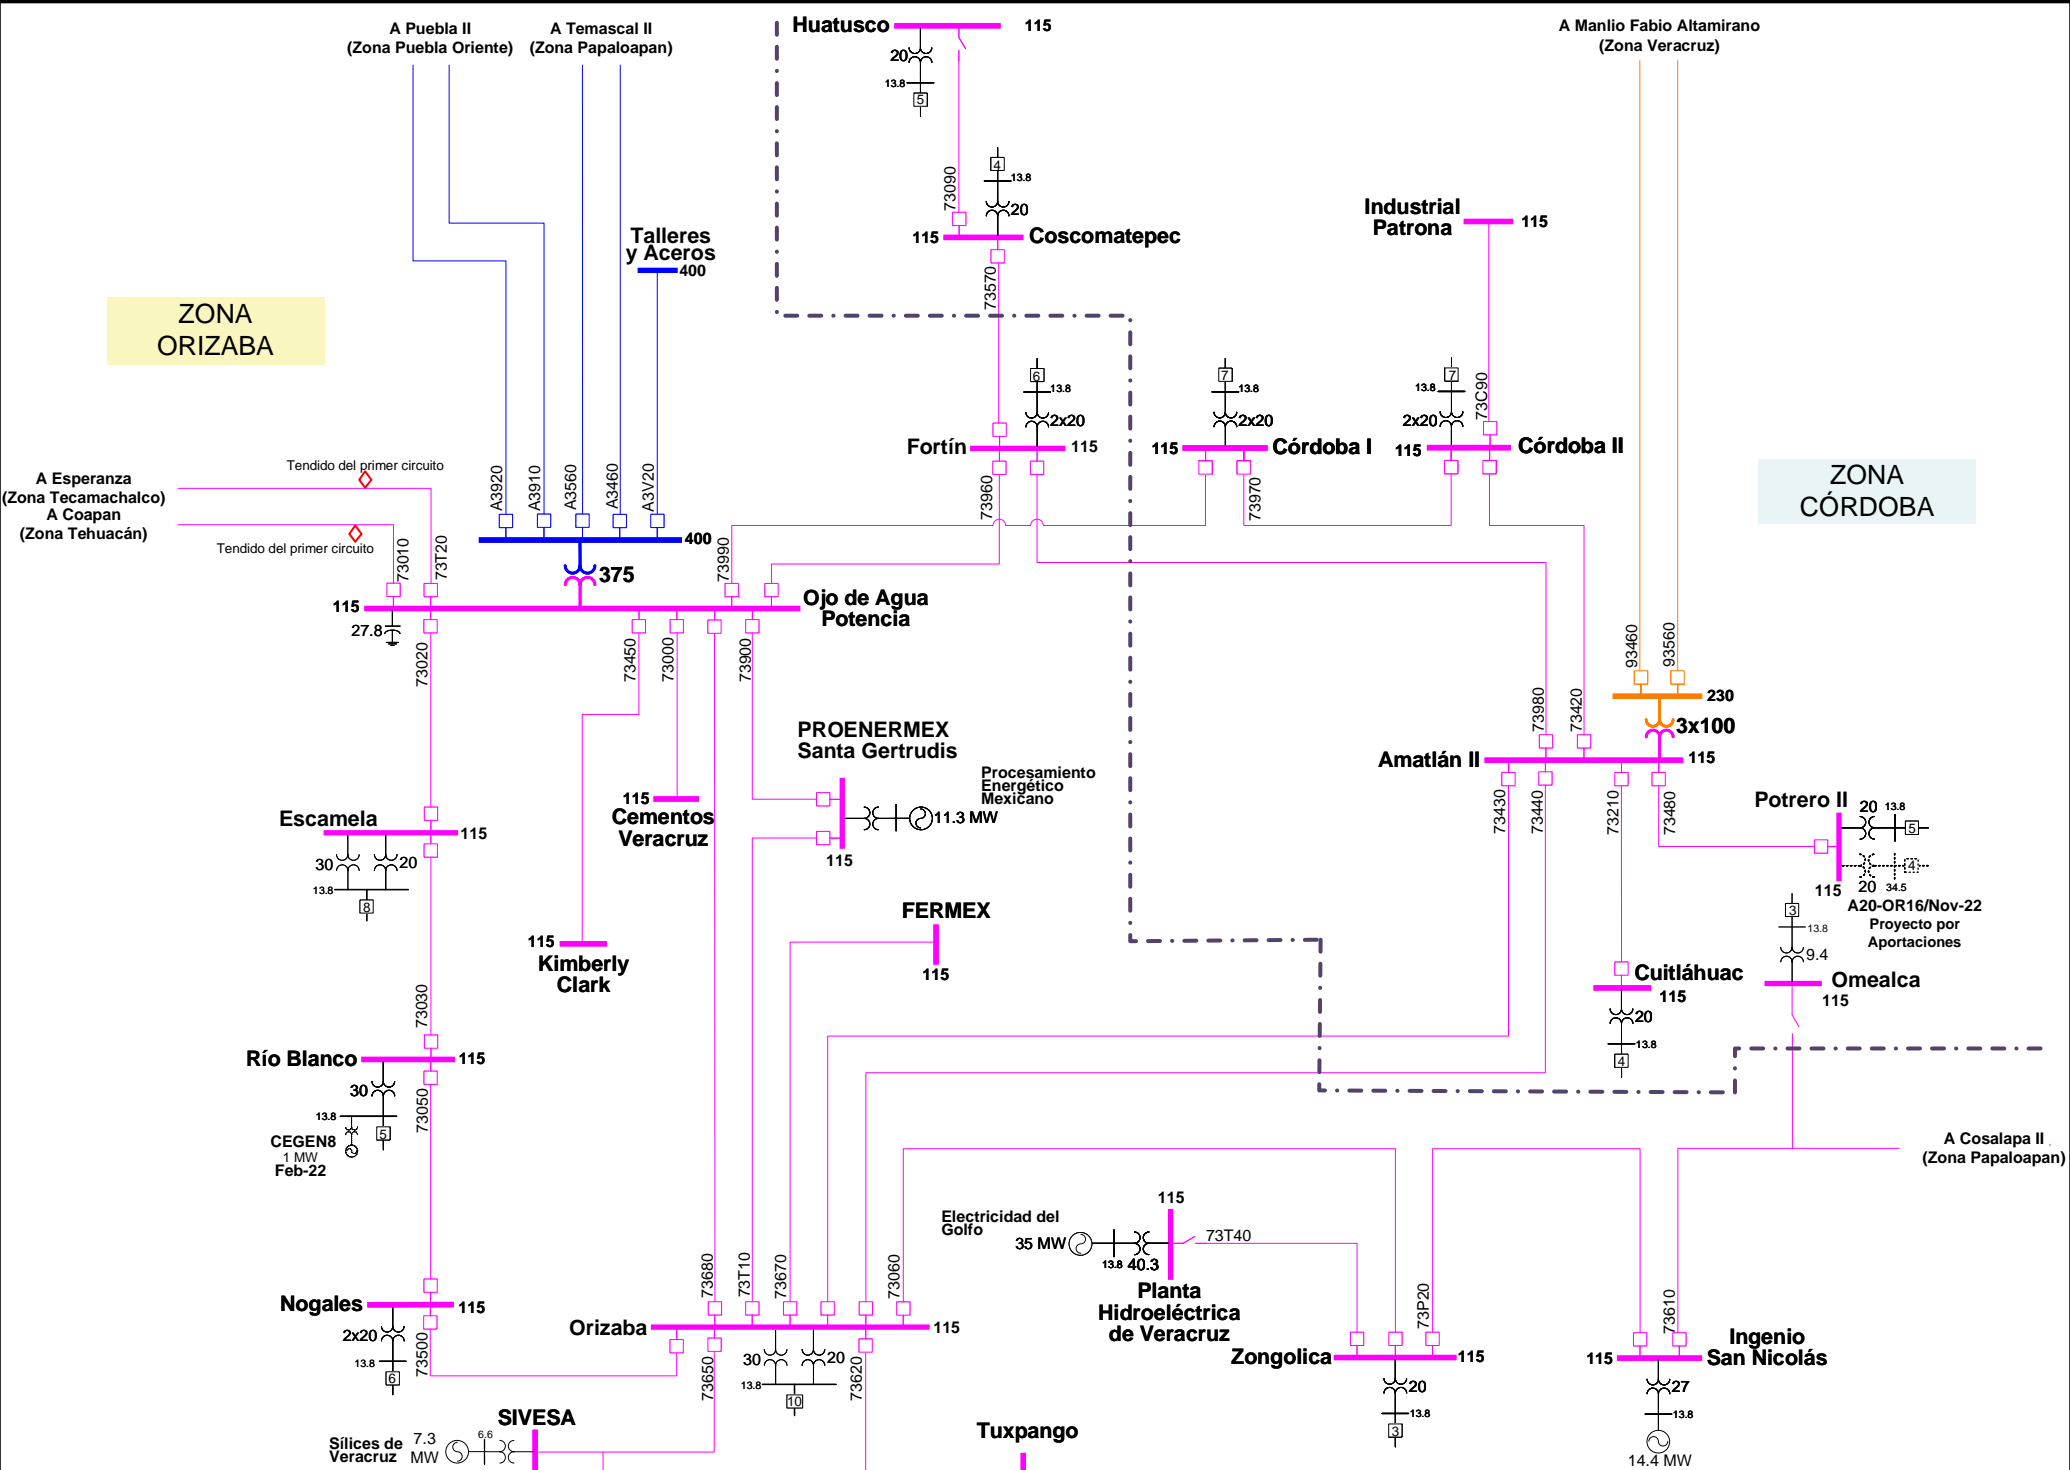 A Puebla II
(Zona Puebla Oriente)
A Temascal II
(Zona Papaloapan)
Huatusco
115
20
13.8
5
A Manlio Fabio Altamirano
(Zona Veracruz)
73090
4
13.8
20
115
Coscomatepec
73570
Industrial
Patrona
115
Talleres
y Aceros
400
ZONA
ORIZABA
6
13.8
2x20
Fortín
115
73960
7
13.8
2x20
115
Córdoba I
73970
7
13.8
2x20
73C90
115
Córdoba II
ZONA
CÓRDOBA
A Esperanza
(Zona Tecamachalco)
A Coapan
(Zona Tehuacán)
Tendido del primer circuito
Tendido del primer circuito
73010
73T20
A3920
A3910
A3560
A3460
A3V20
400
375
73990
115
Ojo de Agua
Potencia
27.8
73020
73450
73000
73680
73900
93460
93560
230
3x100
73980
73420
Amatlán II
115
73430
73440
73210
73480
PROENERMEX
Santa Gertrudis
Procesamiento
Energético
Mexicano
11.3 MW
115
115
Cementos
Veracruz
Escamela
115
30
20
13.8
8
Potrero II
20
13.8
5
4
115
20
34.5
A20-OR16/Nov-22
Proyecto por
Aportaciones
FERMEX
115
115
Kimberly
Clark
3
13.8
9.4
Omealca
115
Cuitláhuac
115
20
13.8
4
73030
Río Blanco
115
30
73050
13.8
5
CEGEN8
1 MW
Feb-22
A Cosalapa II
(Zona Papaloapan)
115
Electricidad del
Golfo
35 MW
13.8
40.3
73T40
Planta
Hidroeléctrica
de Veracruz
73T10
73670
73060
73P20
73610
Nogales
115
2x20
13.8
6
73500
Orizaba
115
73650
30
20
13.8
10
73620
Zongolica
115
20
13.8
3
115
Ingenio
San Nicolás
27
13.8
14.4 MW
SIVESA
Sílices de
Veracruz
7.3
MW
6.6
Tuxpango